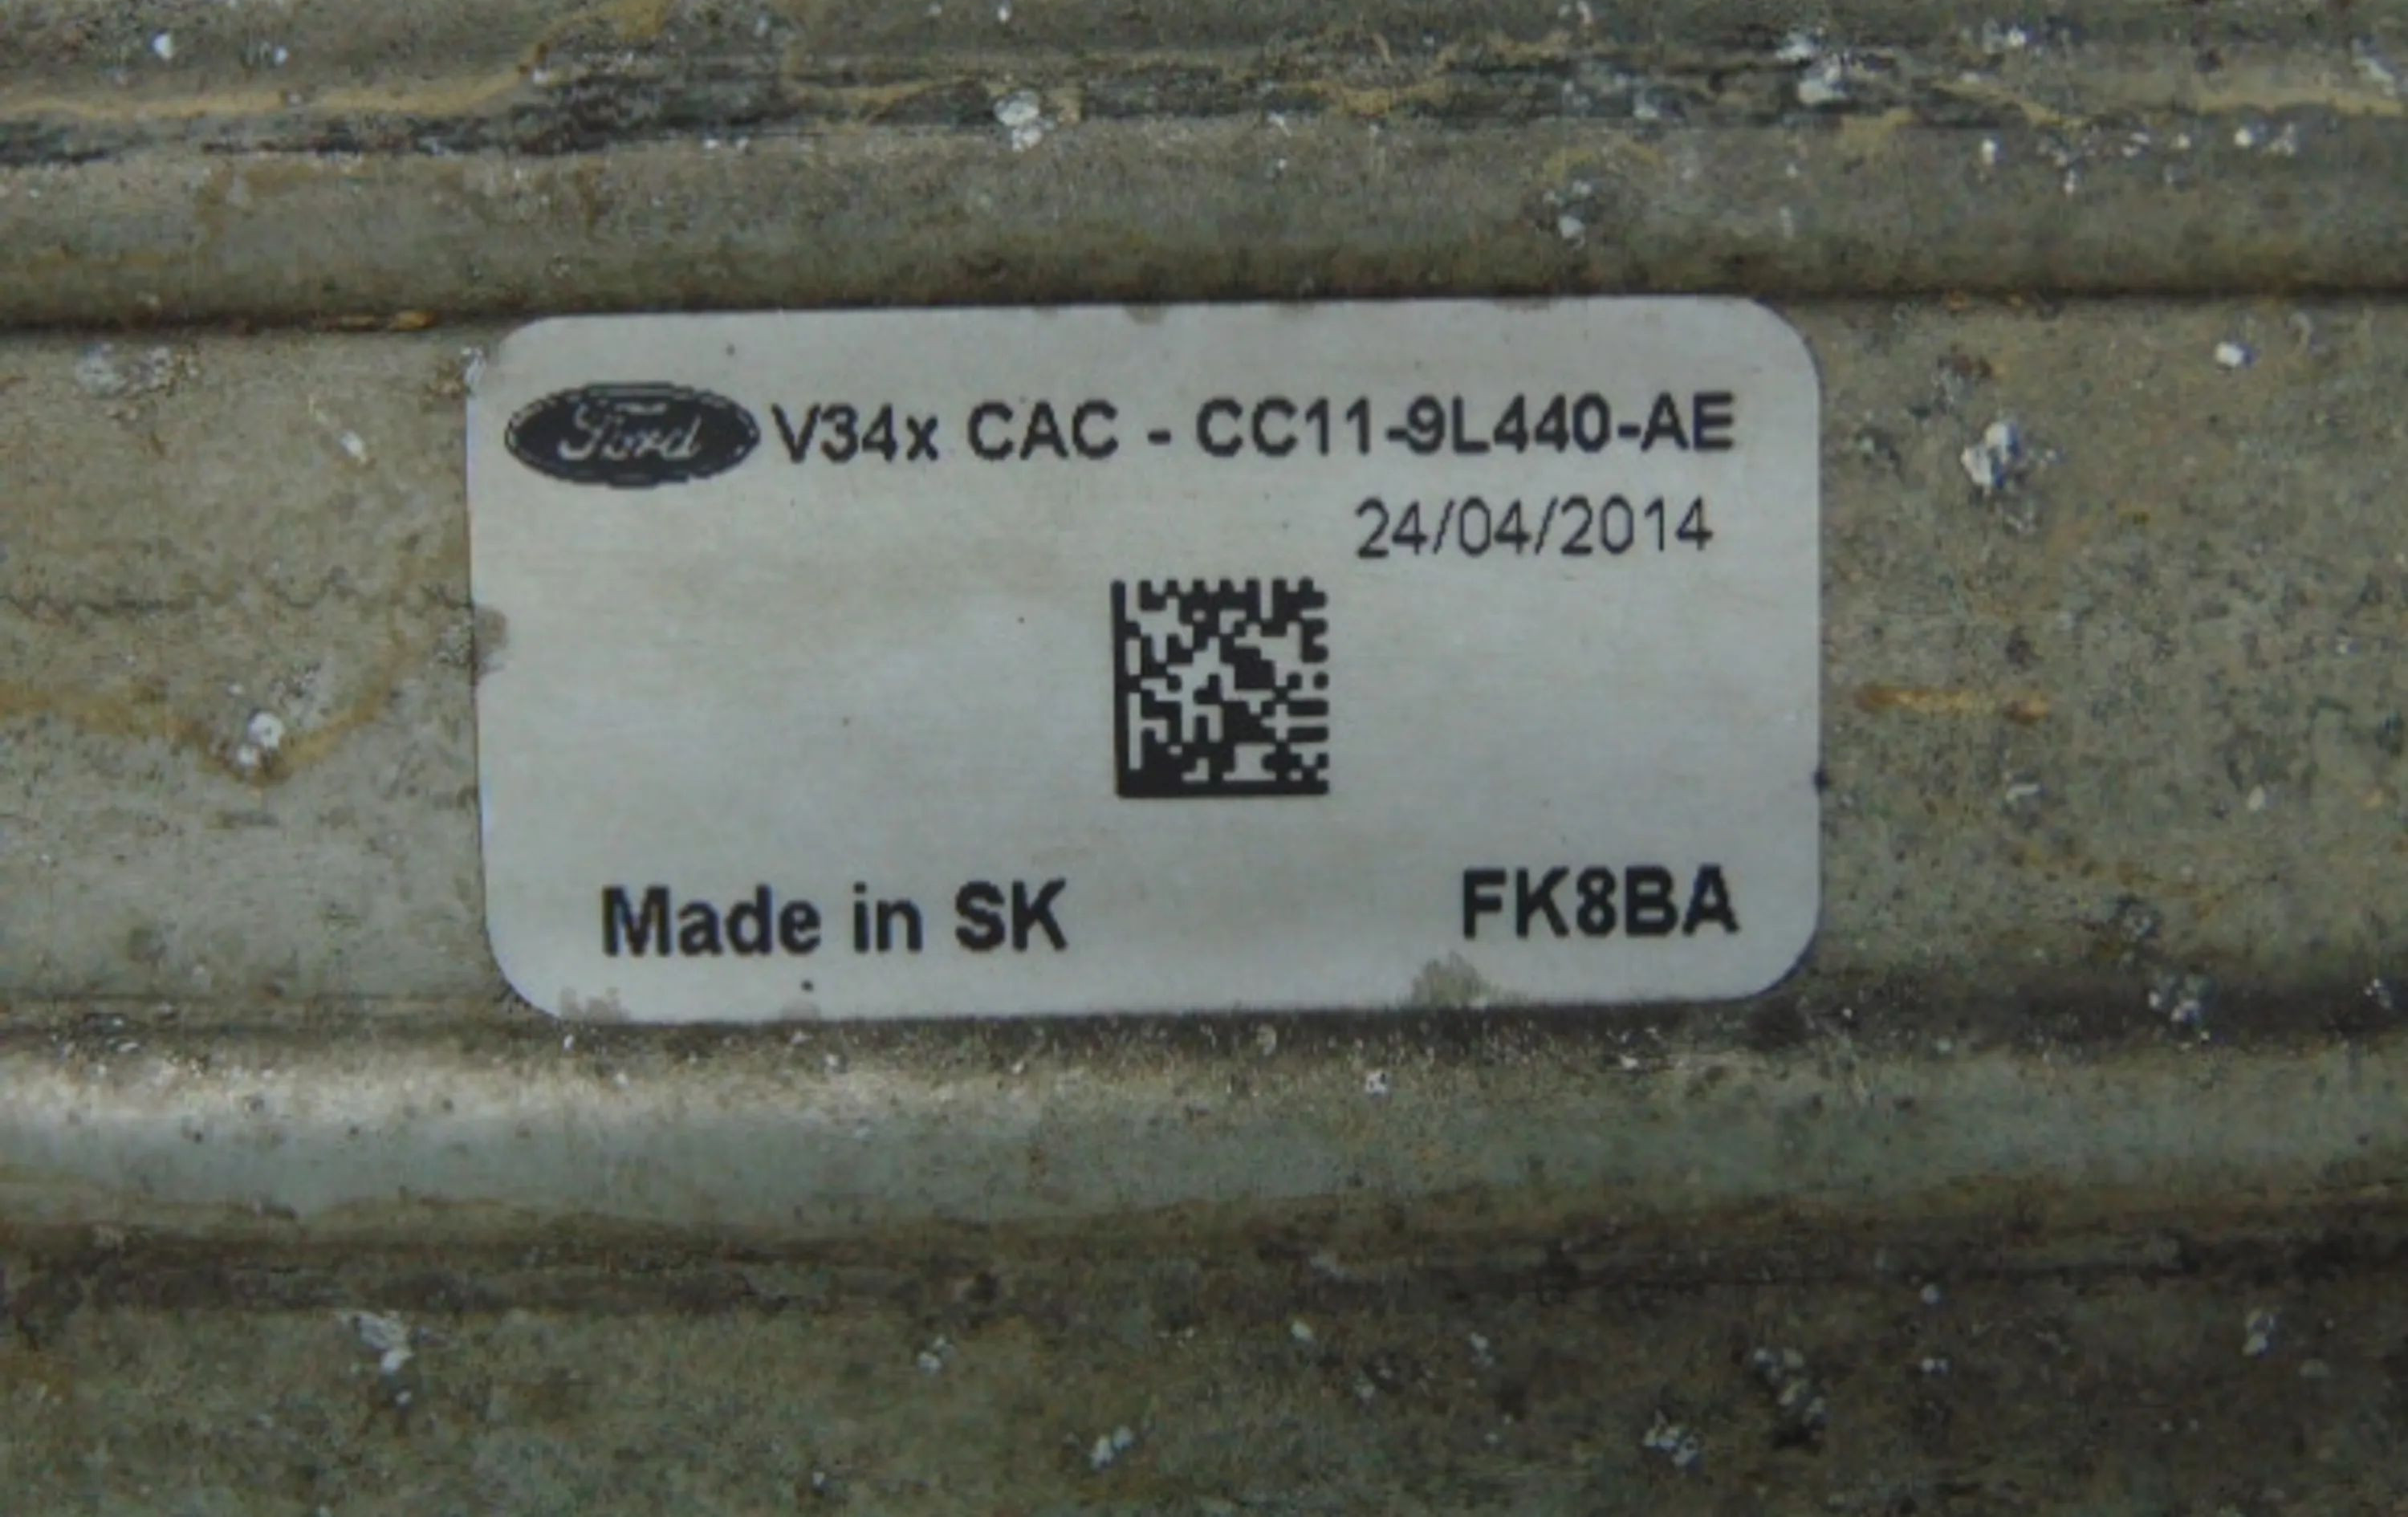 Ford V34x CAC - CC11-9L440-AE
24/04/2014
Made in SK FK8BA